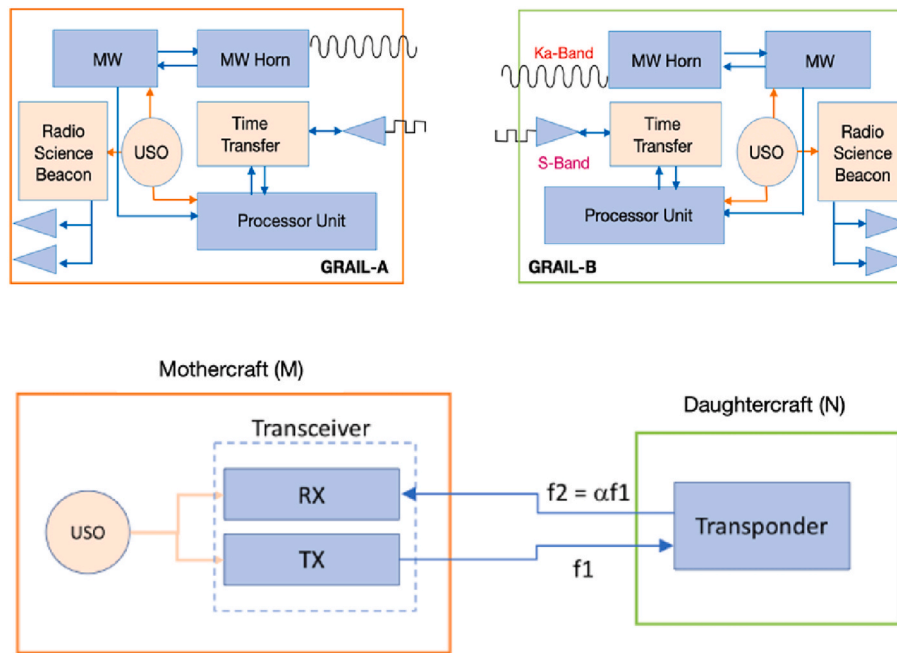 MW
MW Horn
Radio
Science
Beacon
USO
Time
Transfer
Processor Unit
GRAIL-A
Ka-Band
MW Horn
MW
S-Band
Time
Transfer
USO
Radio
Science
Beacon
Processor Unit
GRAIL-B
Mothercraft (M)
Transceiver
USO
RX
TX
f2 = αf1
f1
Daughtercraft (N)
Transponder